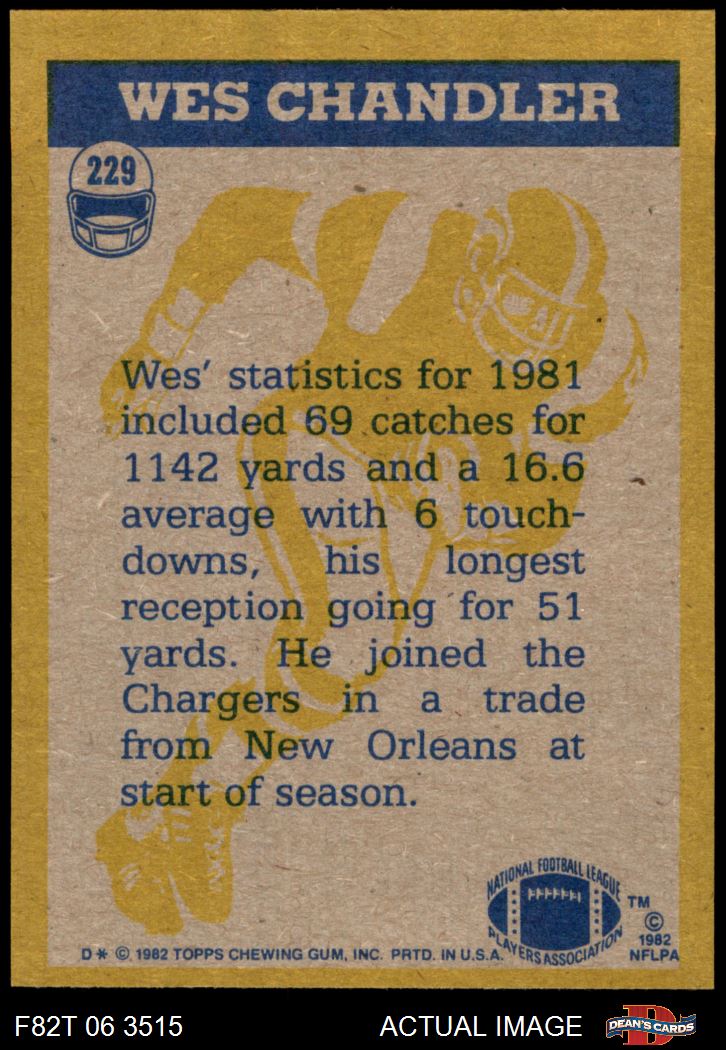 WES CHANDLER
229
Wes' statistics for 1981
included 69 catches for
1142 yards and a 16.6
average with 6 touch-
downs, his longest
reception going for 51
yards. He joined the
Chargers in a trade
from New Orleans at
start of season.
NATIONAL FOOTBALL LEAGUE
PLAYERS ASSOCIATION
TM
©
1982
NFLPA
D * © 1982 TOPPS CHEWING GUM, INC. PRTD. IN U.S.A.
F82T 06 3515
ACTUAL IMAGE
D
DEAN'S CARDS